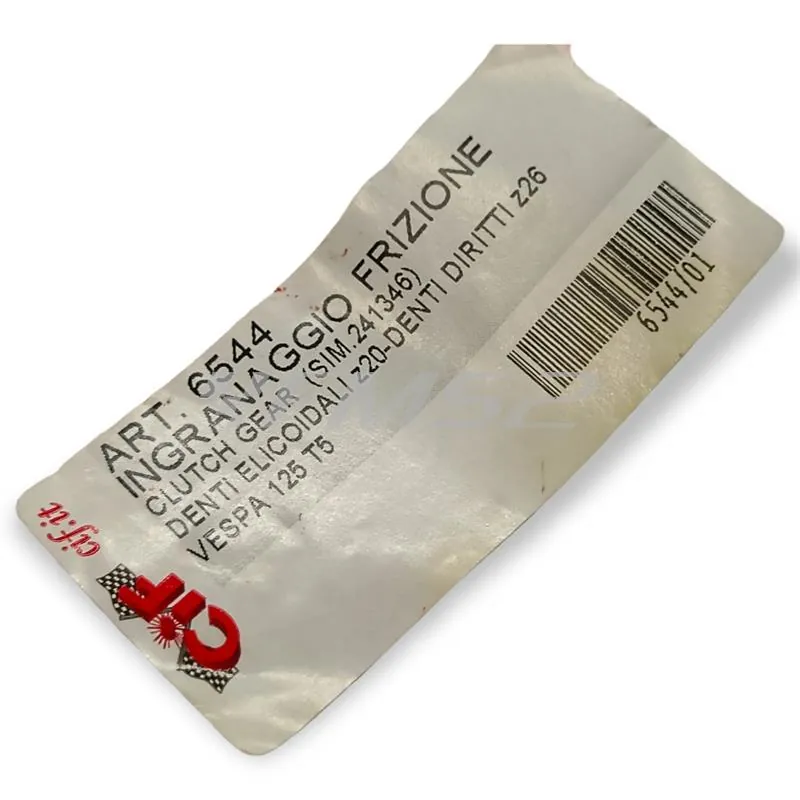 ART. 6544
INGRANAGGIO FRIZIONE
CLUTCH GEAR (SIM.241346)
DENTI ELICOIDALI z20-DENTI DIRITTI z26
VESPA 125 T5
6544/01
cif.it
CiF